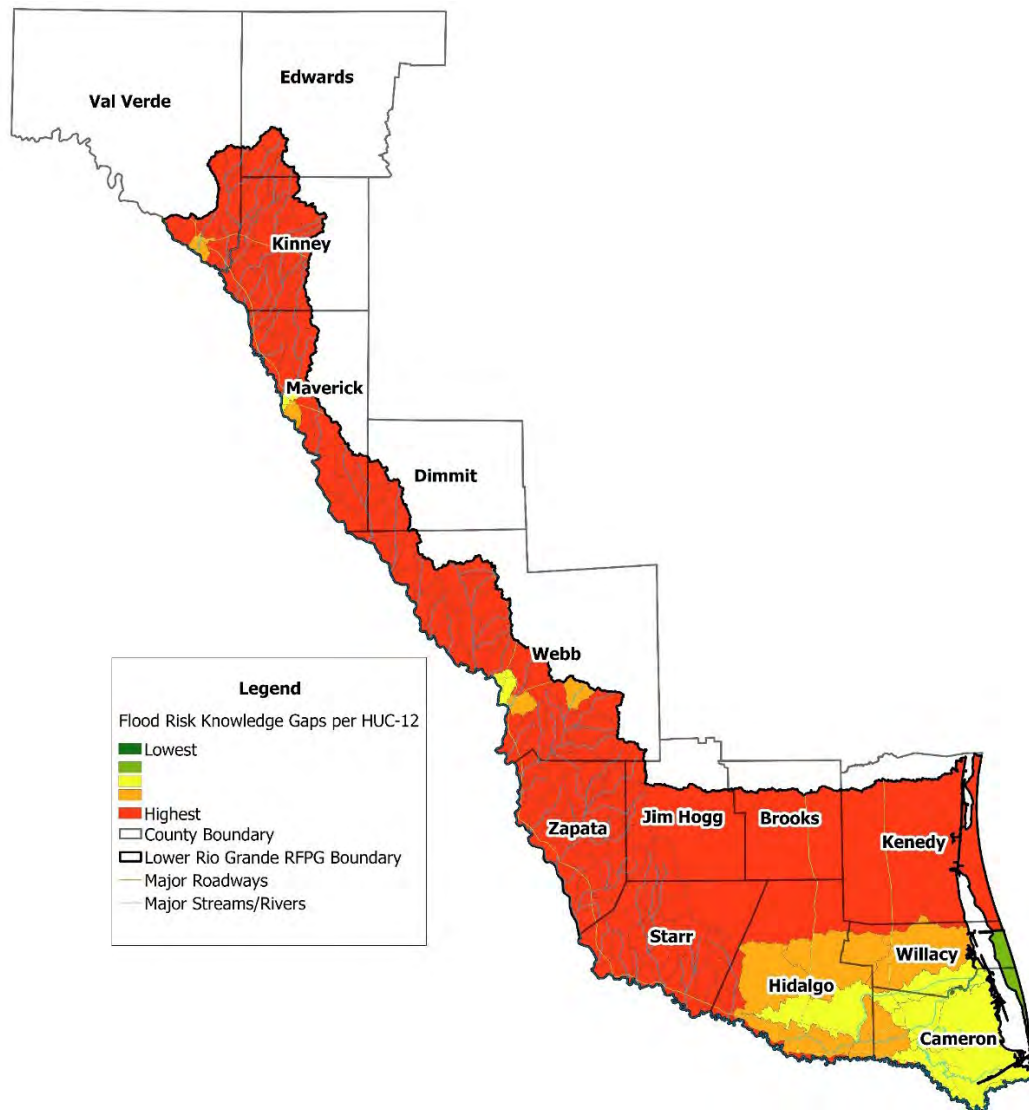 Edwards
Val Verde
Kinney
Maverick
Dimmit
Webb
Legend
Flood Risk Knowledge Gaps per HUC-12
Lowest
Highest
County Boundary
Lower Rio Grande RFPG Boundary
Major Roadways
Major Streams/Rivers
Zapata
Jim Hogg
Brooks
Kenedy
Starr
Willacy
Hidalgo
Cameron